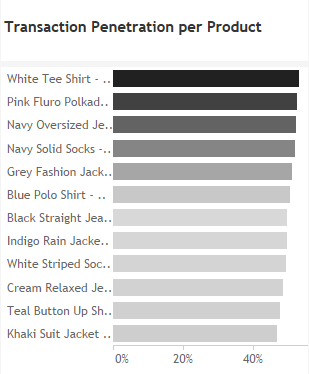 Transaction Penetration per Product
White Tee Shirt - ..
Pink Fluro Polkad..
Navy Oversized Je..
Navy Solid Socks -..
Grey Fashion Jack..
Blue Polo Shirt - ..
Black Straight Jea..
Indigo Rain Jacke..
White Striped Soc..
Cream Relaxed Je..
Teal Button Up Sh..
Khaki Suit Jacket ..
0% 20% 40%